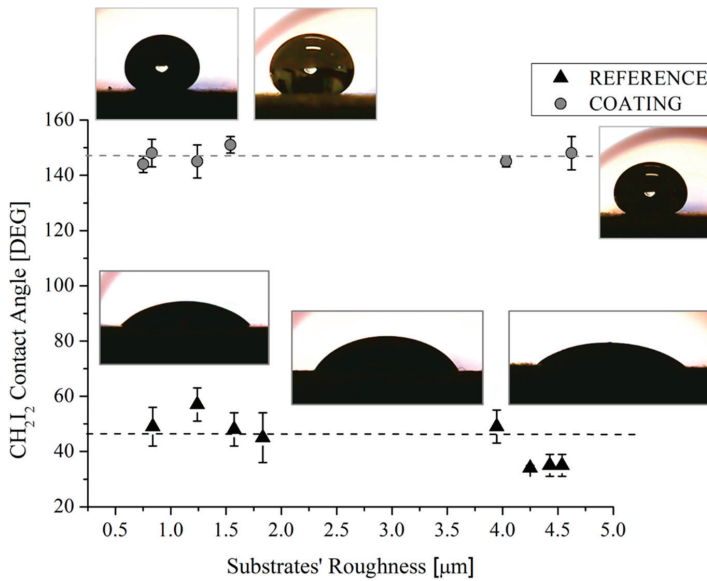 REFERENCE
COATING
160
140
120
100
80
60
40
20
CH2I2 Contact Angle [DEG]
0.5 1.0 1.5 2.0 2.5 3.0 3.5 4.0 4.5 5.0
Substrates' Roughness [μm]